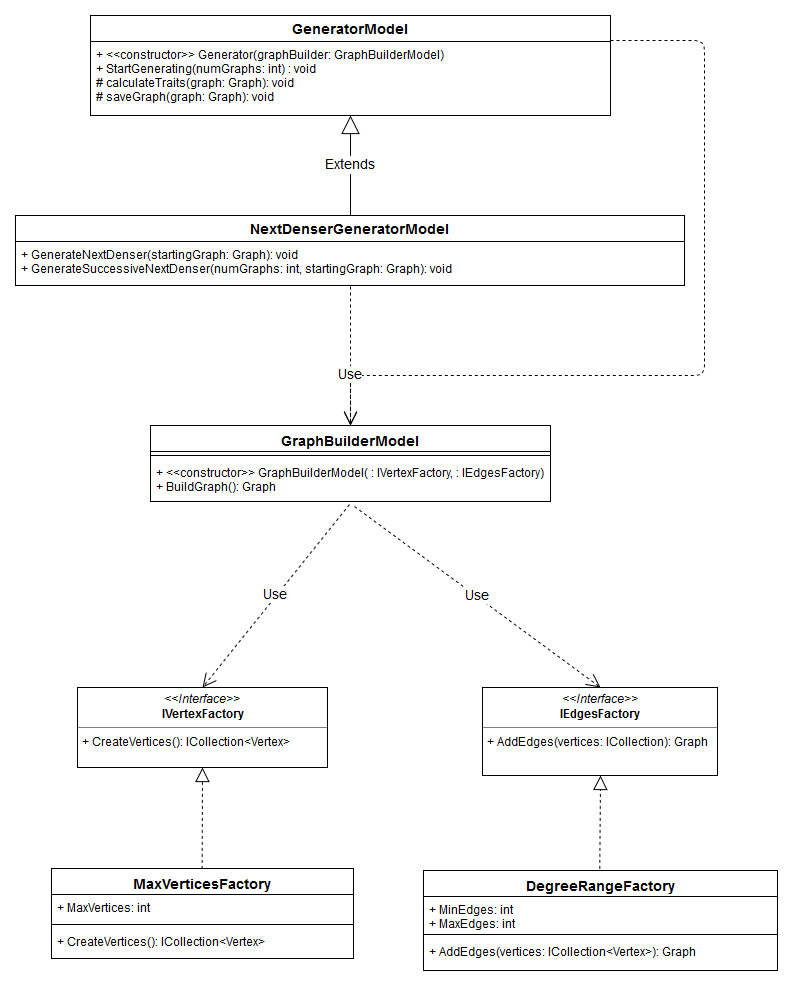 GeneratorModel
+ <<constructor>> Generator(graphBuilder: GraphBuilderModel)
+ StartGenerating(numGraphs: int) : void
# calculateTraits(graph: Graph): void
# saveGraph(graph: Graph): void
Extends
NextDenserGeneratorModel
+ GenerateNextDenser(startingGraph: Graph): void
+ GenerateSuccessiveNextDenser(numGraphs: int, startingGraph: Graph): void
Use
GraphBuilderModel
+ <<constructor>> GraphBuilderModel( : IVertexFactory, : IEdgesFactory)
+ BuildGraph(): Graph
Use
Use
<<Interface>>
IVertexFactory
+ CreateVertices(): ICollection<Vertex>
<<Interface>>
IEdgesFactory
+ AddEdges(vertices: ICollection): Graph
MaxVerticesFactory
+ MaxVertices: int
+ CreateVertices(): ICollection<Vertex>
DegreeRangeFactory
+ MinEdges: int
+ MaxEdges: int
+ AddEdges(vertices: ICollection<Vertex>): Graph